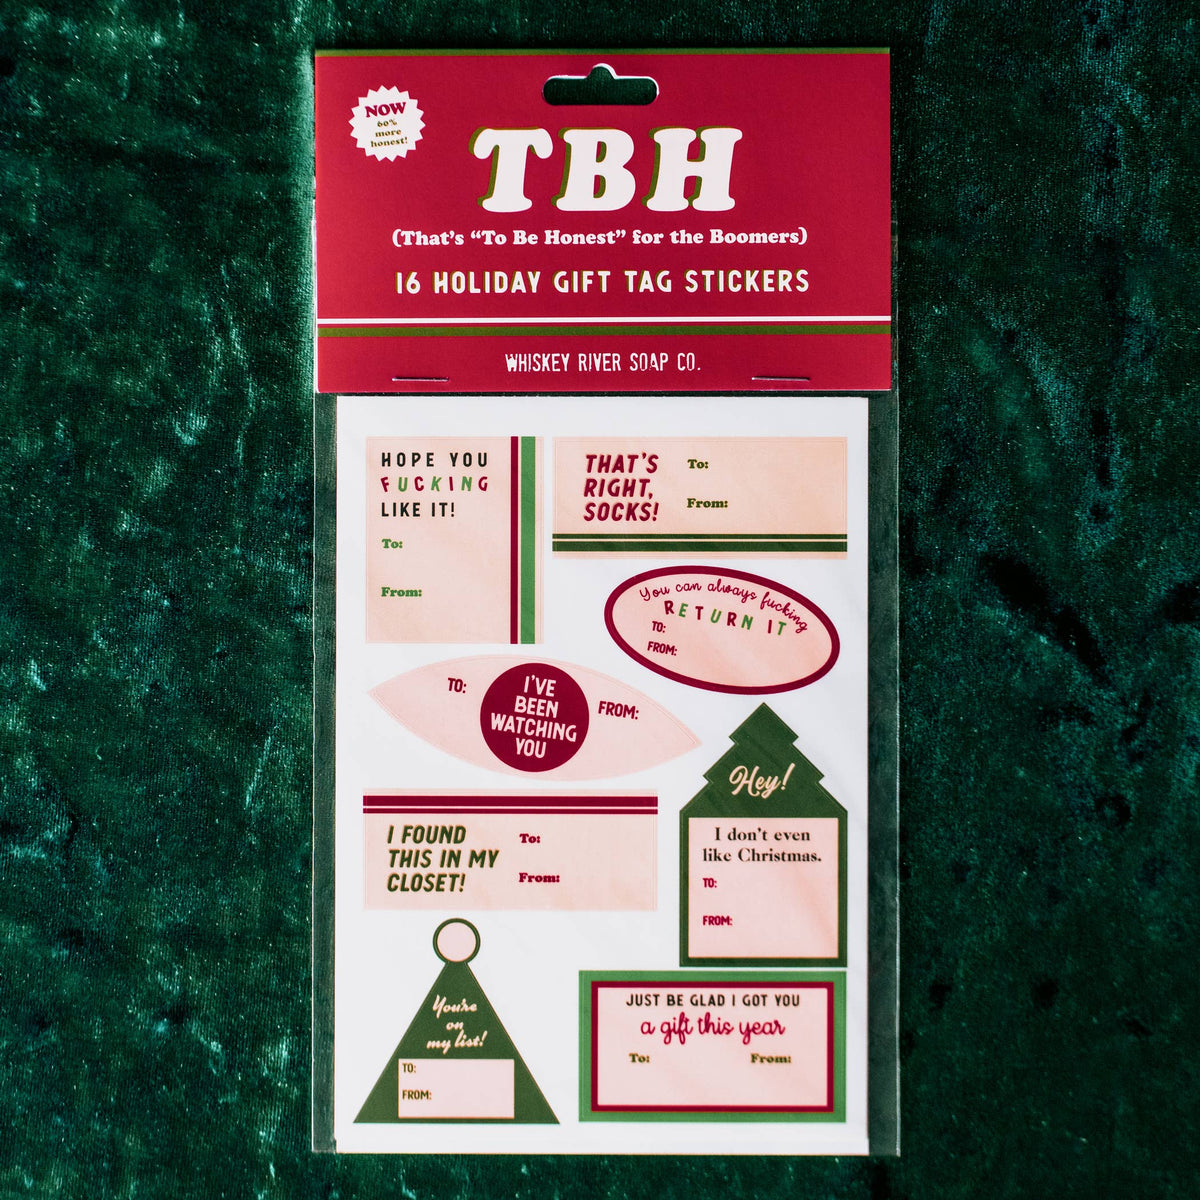 NOW
60%
more
honest!
TBH
(That's "To Be Honest" for the Boomers)
16 HOLIDAY GIFT TAG STICKERS
WHISKEY RIVER SOAP CO.
HOPE YOU
FUCKING
LIKE IT!
To:
From:
THAT'S
RIGHT,
SOCKS!
To:
From:
You can always fucking
RETURN IT
TO:
FROM:
TO:
I'VE
BEEN
WATCHING
YOU
FROM:
Hey!
I don't even
like Christmas.
TO:
FROM:
I FOUND
THIS IN MY
CLOSET!
To:
From:
You're
on
my list!
TO:
FROM:
JUST BE GLAD I GOT YOU
a gift this year
To:
From: